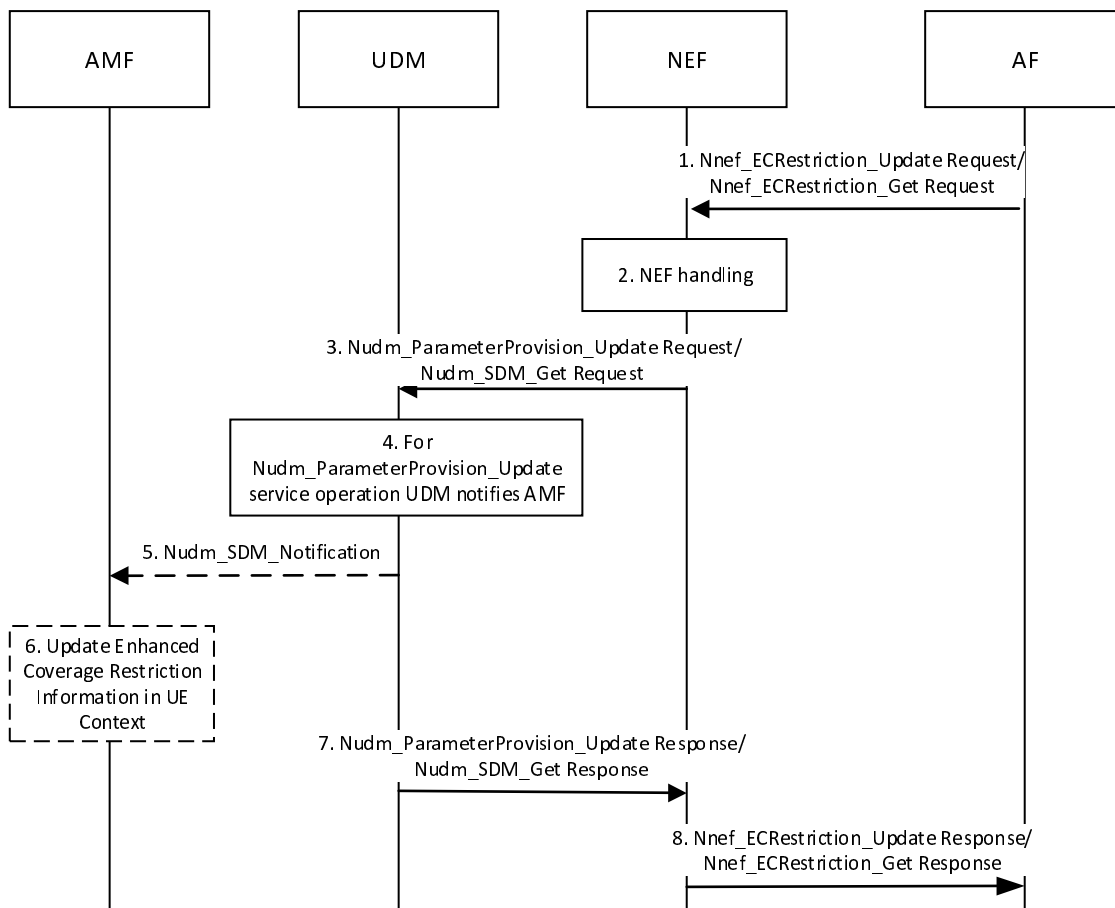 AMF
UDM
NEF
AF
1. Nnef_ECRestriction_Update Request/
Nnef_ECRestriction_Get Request
2. NEF handling
3. Nudm_ParameterProvision_Update Request/
Nudm_SDM_Get Request
4. For
Nudm_ParameterProvision_Update
service operation UDM notifies AMF
5. Nudm_SDM_Notification
6. Update Enhanced
Coverage Restriction
Information in UE
Context
7. Nudm_ParameterProvision_Update Response/
Nudm_SDM_Get Response
8. Nnef_ECRestriction_Update Response/
Nnef_ECRestriction_Get Response